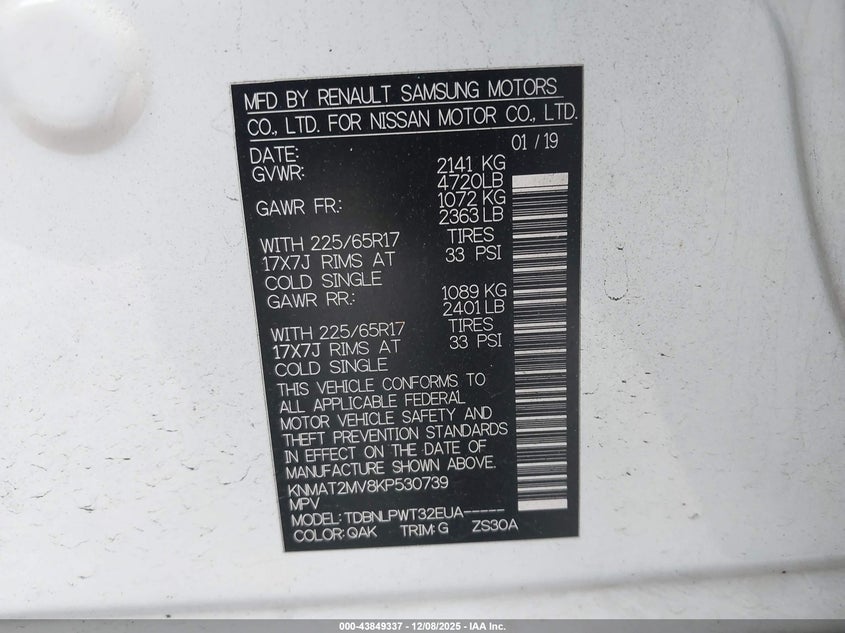 MFD BY RENAULT SAMSUNG MOTORS
CO., LTD. FOR NISSAN MOTOR CO., LTD.
DATE: 01 / 19
GVWR: 2141 KG
4720LB
GAWR FR.: 1072 KG
2363 LB
WITH 225/65R17 TIRES
17X7J RIMS AT 33 PSI
COLD SINGLE
GAWR RR.: 1089 KG
2401 LB
WITH 225/65R17 TIRES
17X7J RIMS AT 33 PSI
COLD SINGLE
THIS VEHICLE CONFORMS TO
ALL APPLICABLE FEDERAL
MOTOR VEHICLE SAFETY AND
THEFT PREVENTION STANDARDS
IN EFFECT ON THE DATE OF
MANUFACTURE SHOWN ABOVE.
KNMAT2MV8KP530739
MPV
MODEL: TDBNLPWT32EUA-----
COLOR: QAK TRIM: G ZS30A
000-43849337 - 12/08/2025 - IAA Inc.